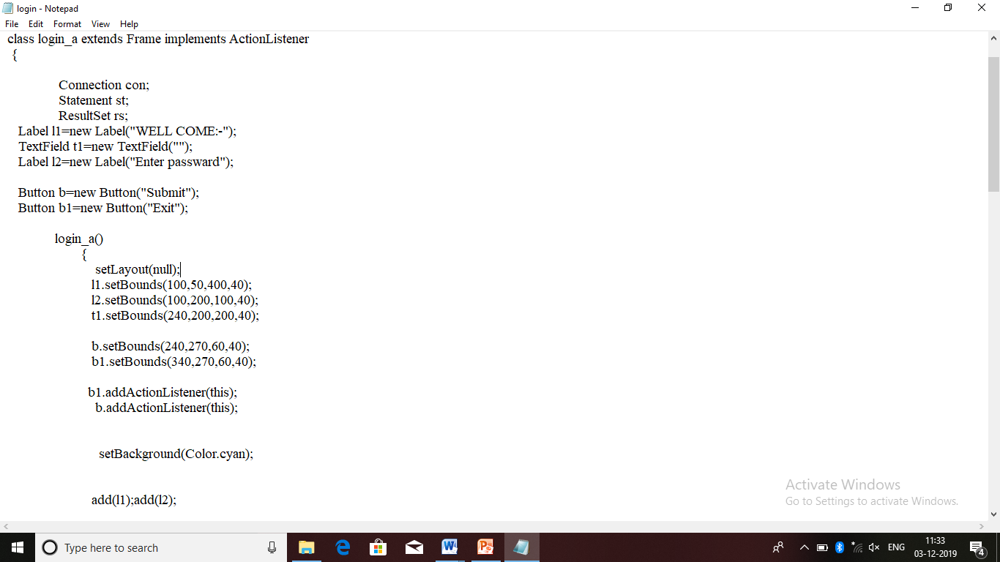 login - Notepad
File Edit Format View Help
class login_a extends Frame implements ActionListener
{
Connection con;
Statement st;
ResultSet rs;
Label l1=new Label("WELL COME:-");
TextField t1=new TextField("");
Label l2=new Label("Enter passward");
Button b=new Button("Submit");
Button b1=new Button("Exit");
login_a()
{
setLayout(null);
l1.setBounds(100,50,400,40);
l2.setBounds(100,200,100,40);
t1.setBounds(240,200,200,40);
b.setBounds(240,270,60,40);
b1.setBounds(340,270,60,40);
b1.addActionListener(this);
b.addActionListener(this);
setBackground(Color.cyan);
add(l1);add(l2);
Activate Windows
Go to Settings to activate Windows.
Type here to search
ENG
11:33
03-12-2019
4